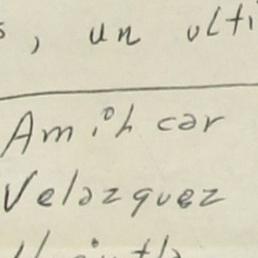 , un ulti
Amilcar
Velazquez